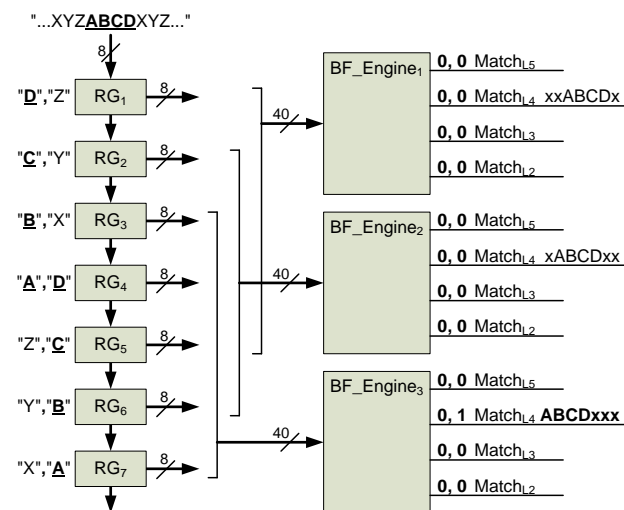 "...XYZABCDXYZ..."
8
"D","Z" RG1 8
"C","Y" RG2 8
"B","X" RG3 8
"A","D" RG4 8
"Z","C" RG5 8
"Y","B" RG6 8
"X","A" RG7 8
40
BF_Engine1
0, 0 MatchL5
0, 0 MatchL4 xxABCDx
0, 0 MatchL3
0, 0 MatchL2
40
BF_Engine2
0, 0 MatchL5
0, 0 MatchL4 xABCDxx
0, 0 MatchL3
0, 0 MatchL2
40
BF_Engine3
0, 0 MatchL5
0, 1 MatchL4 ABCDxxx
0, 0 MatchL3
0, 0 MatchL2